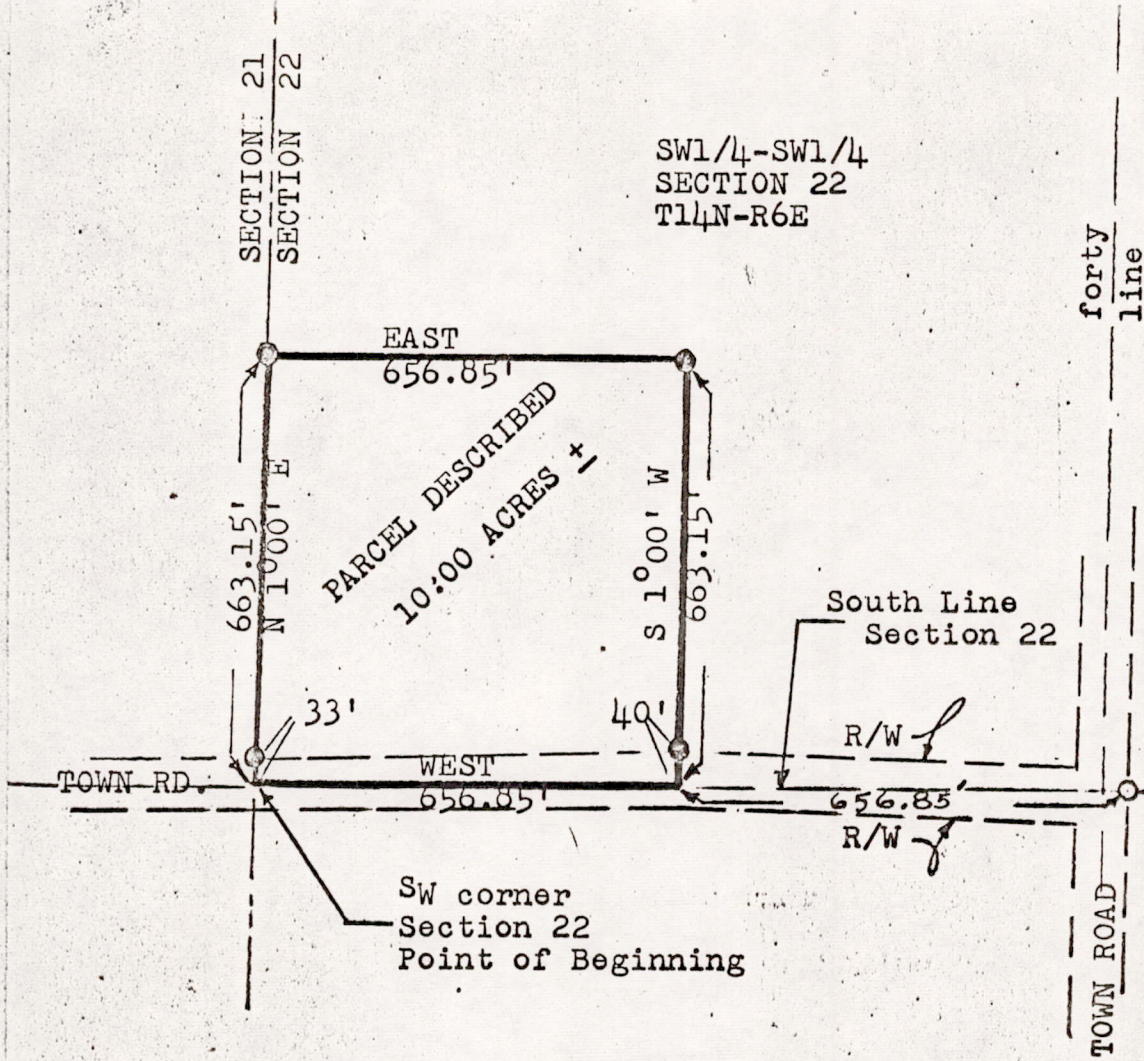 SECTION 21
SECTION 22
SW1/4-SW1/4
SECTION 22
T14N-R6E
forty
line
EAST
656.85'
PARCEL DESCRIBED
10:00 ACRES ±
663.15'
N 1°00' E
S 1°00' W
663.15'
South Line
Section 22
33'
40'
R/W
TOWN RD.
WEST
656.85'
656.85'
R/W
SW corner
Section 22
Point of Beginning
TOWN ROAD